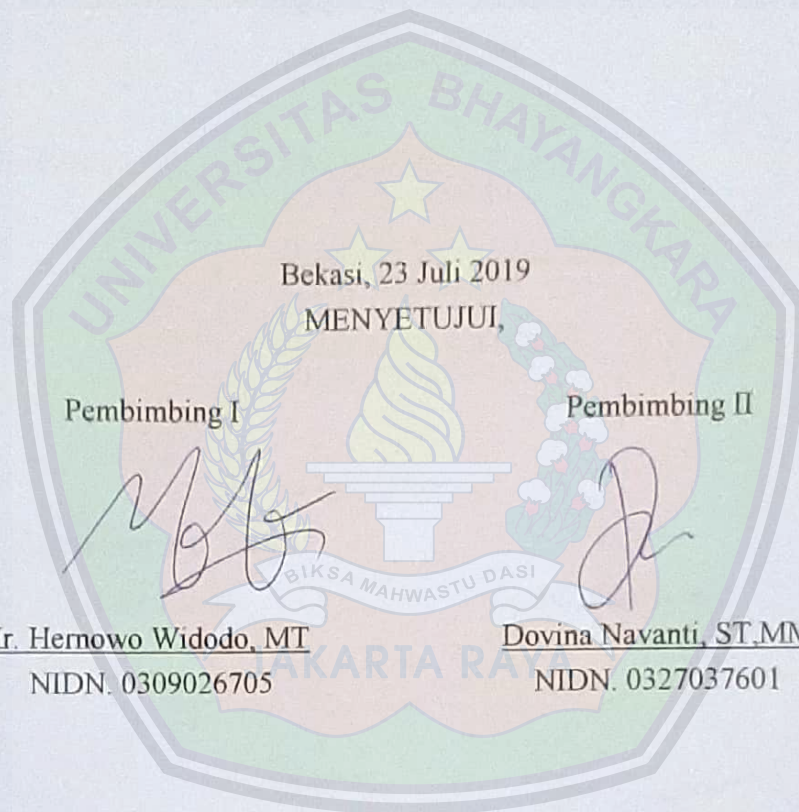 UNIVERSITAS BHAYANGKARA
Bekasi, 23 Juli 2019
MENYETUJUI,
Pembimbing I
Pembimbing II
BIKSA MAHWASTU DASI
Hernowo Widodo, MT
Dovina Navanti, ST,MM
JAKARTA RAYA
NIDN. 0309026705
NIDN. 0327037601